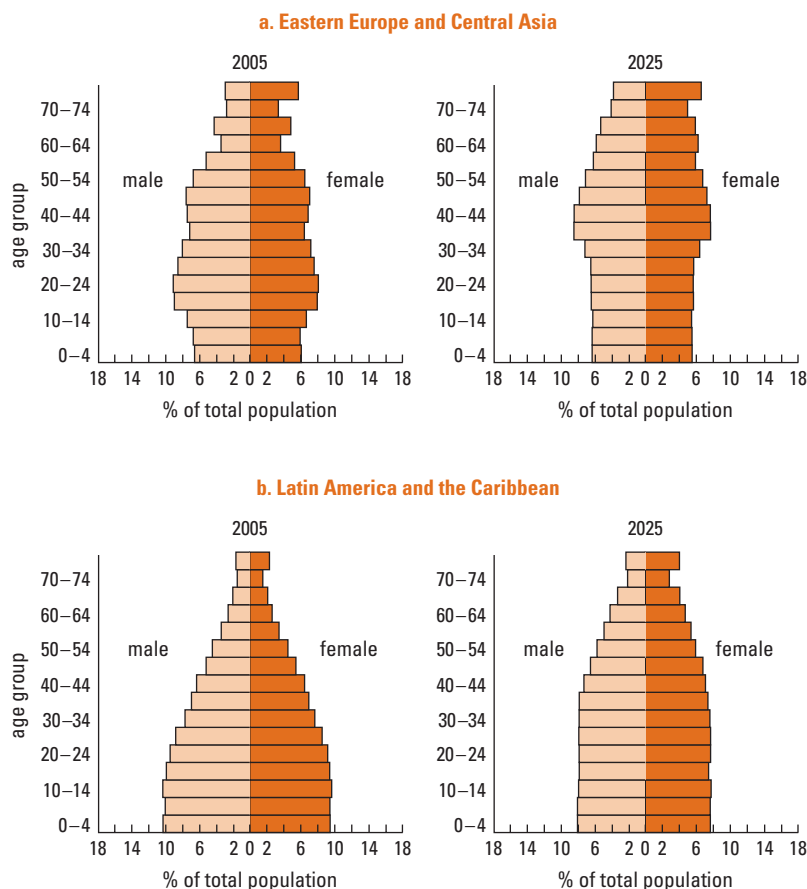 a. Eastern Europe and Central Asia
2005
age group
70–74
60–64
50–54
40–44
30–34
20–24
10–14
0–4
male
female
18 14 10 6 2 0 2 6 10 14 18
% of total population
2025
70–74
60–64
50–54
40–44
30–34
20–24
10–14
0–4
male
female
18 14 10 6 2 0 2 6 10 14 18
% of total population
b. Latin America and the Caribbean
2005
age group
70–74
60–64
50–54
40–44
30–34
20–24
10–14
0–4
male
female
18 14 10 6 2 0 2 6 10 14 18
% of total population
2025
70–74
60–64
50–54
40–44
30–34
20–24
10–14
0–4
male
female
18 14 10 6 2 0 2 6 10 14 18
% of total population